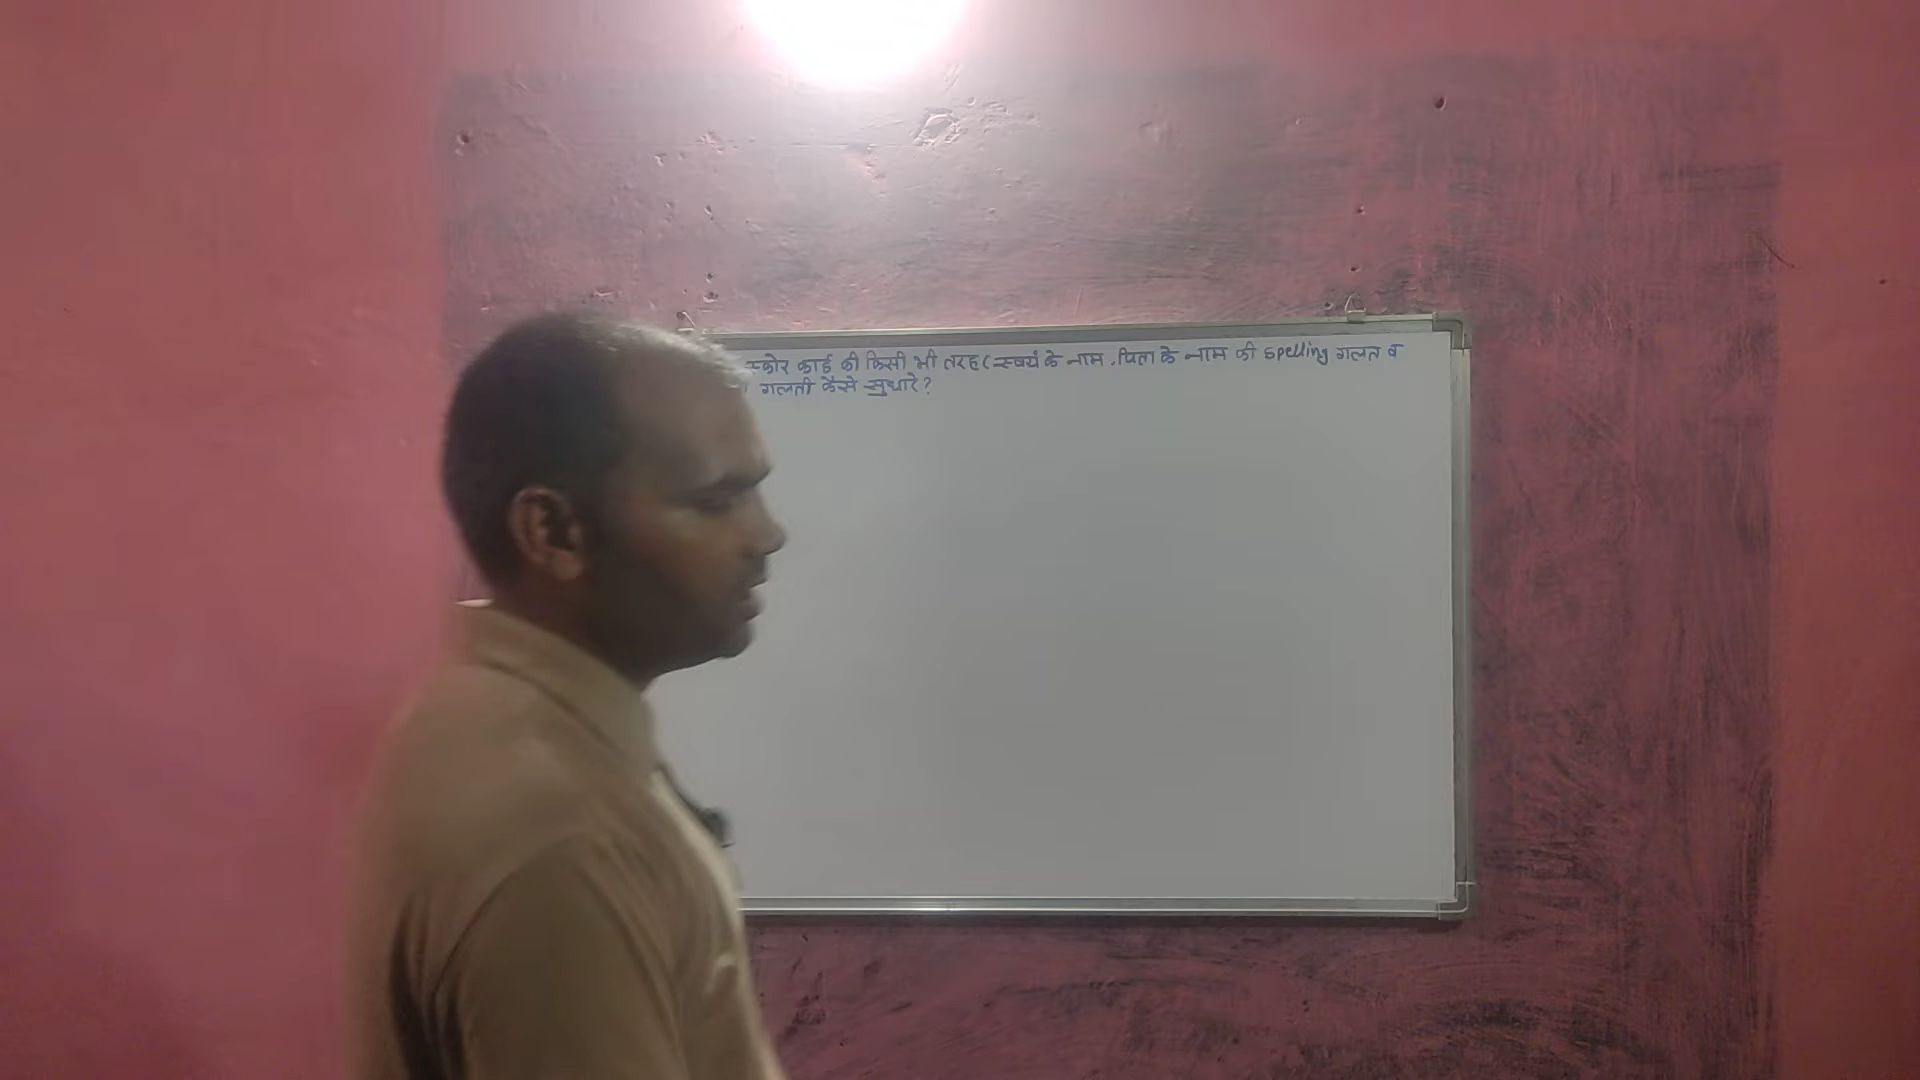 स्कोर कार्ड की किसी भी तरह (स्वयं के नाम, पिता के नाम की spelling गलत व
गलती कैसे सुधारे ?